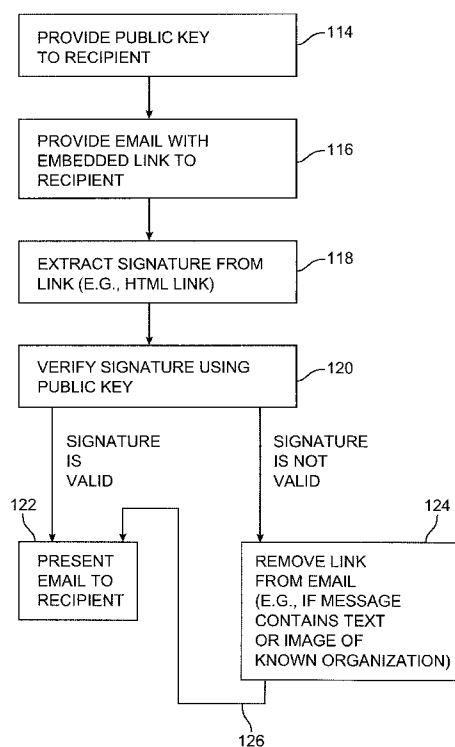 PROVIDE PUBLIC KEY
TO RECIPIENT
114
PROVIDE EMAIL WITH
EMBEDDED LINK TO
RECIPIENT
116
EXTRACT SIGNATURE FROM
LINK (E.G., HTML LINK)
118
VERIFY SIGNATURE USING
PUBLIC KEY
120
SIGNATURE
IS
VALID
SIGNATURE
IS NOT
VALID
122
PRESENT
EMAIL TO
RECIPIENT
124
REMOVE LINK
FROM EMAIL
(E.G., IF MESSAGE
CONTAINS TEXT
OR IMAGE OF
KNOWN ORGANIZATION)
126